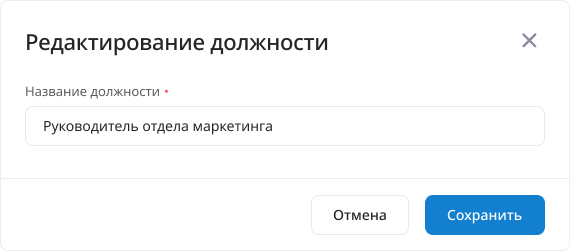 Редактирование должности
Название должности •
Руководитель отдела маркетинга
Отмена
Сохранить